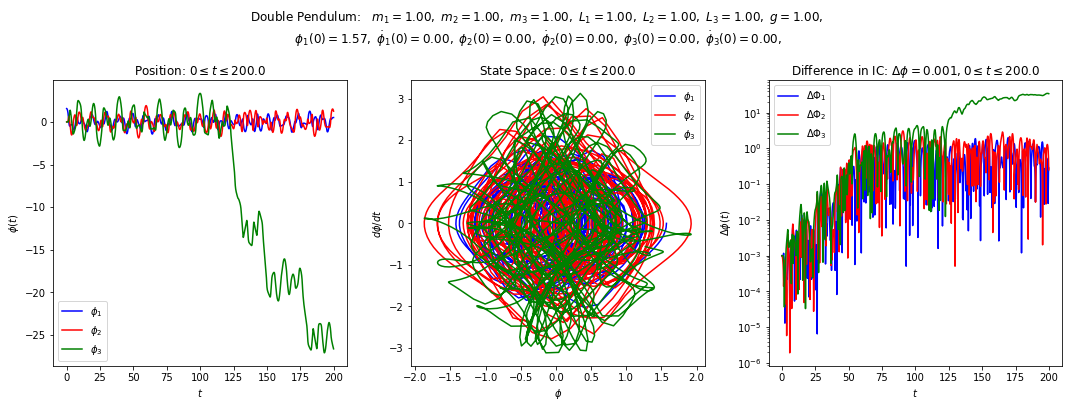 Double Pendulum: m₁ = 1.00, m₂ = 1.00, m₃ = 1.00, L₁ = 1.00, L₂ = 1.00, L₃ = 1.00, g = 1.00,
ϕ₁(0) = 1.57, ϕ̇₁(0) = 0.00, ϕ₂(0) = 0.00, ϕ̇₂(0) = 0.00, ϕ₃(0) = 0.00, ϕ̇₃(0) = 0.00,
Position: 0 ≤ t ≤ 200.0
ϕ(t)
0
−5
−10
−15
−20
−25
ϕ₁
ϕ₂
ϕ₃
0 25 50 75 100 125 150 175 200
t
State Space: 0 ≤ t ≤ 200.0
dϕ/dt
3
2
1
0
−1
−2
−3
ϕ₁
ϕ₂
ϕ₃
−2.0 −1.5 −1.0 −0.5 0.0 0.5 1.0 1.5 2.0
ϕ
Difference in IC: Δϕ = 0.001, 0 ≤ t ≤ 200.0
Δϕ(t)
10¹
10⁰
10⁻¹
10⁻²
10⁻³
10⁻⁴
10⁻⁵
10⁻⁶
ΔΦ₁
ΔΦ₂
ΔΦ₃
0 25 50 75 100 125 150 175 200
t